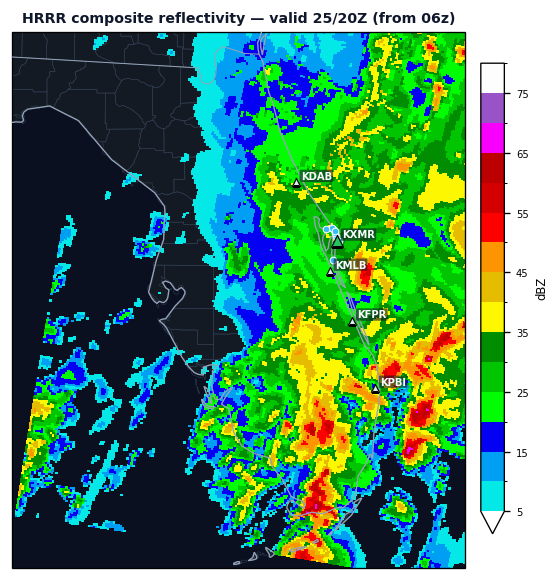 HRRR composite reflectivity — valid 25/20Z (from 06z)
KDAB
KXMR
KMLB
KFPR
KPBI
75
65
55
45
35
25
15
5
dBZ